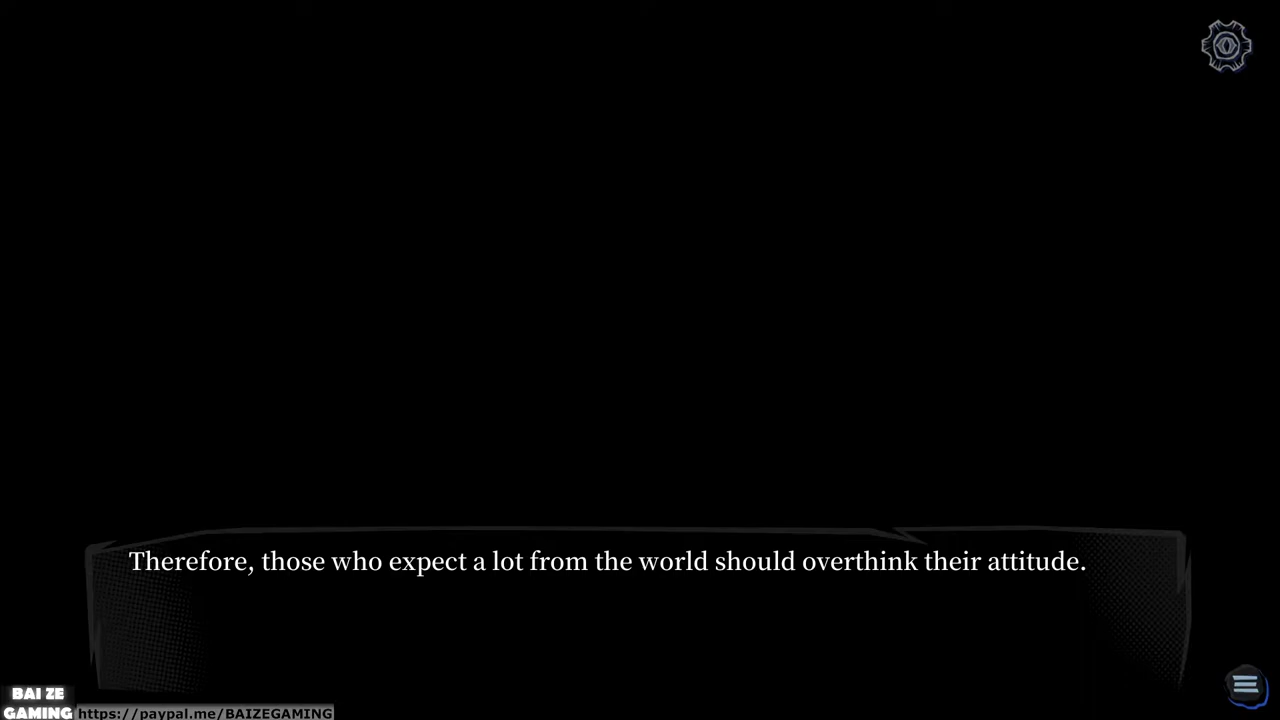 Therefore, those who expect a lot from the world should overthink their attitude.
BAI ZE
GAMING https://paypal.me/BAIZEGAMING